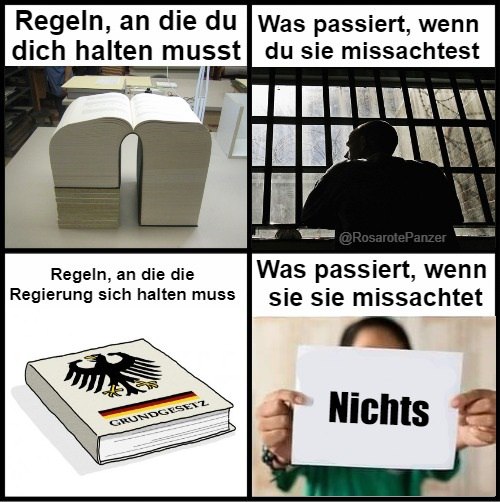 Regeln, an die du
dich halten musst
Was passiert, wenn
du sie missachtest
@RosarotePanzer
Regeln, an die die
Regierung sich halten muss
GRUNDGESETZ
Was passiert, wenn
sie sie missachtet
Nichts